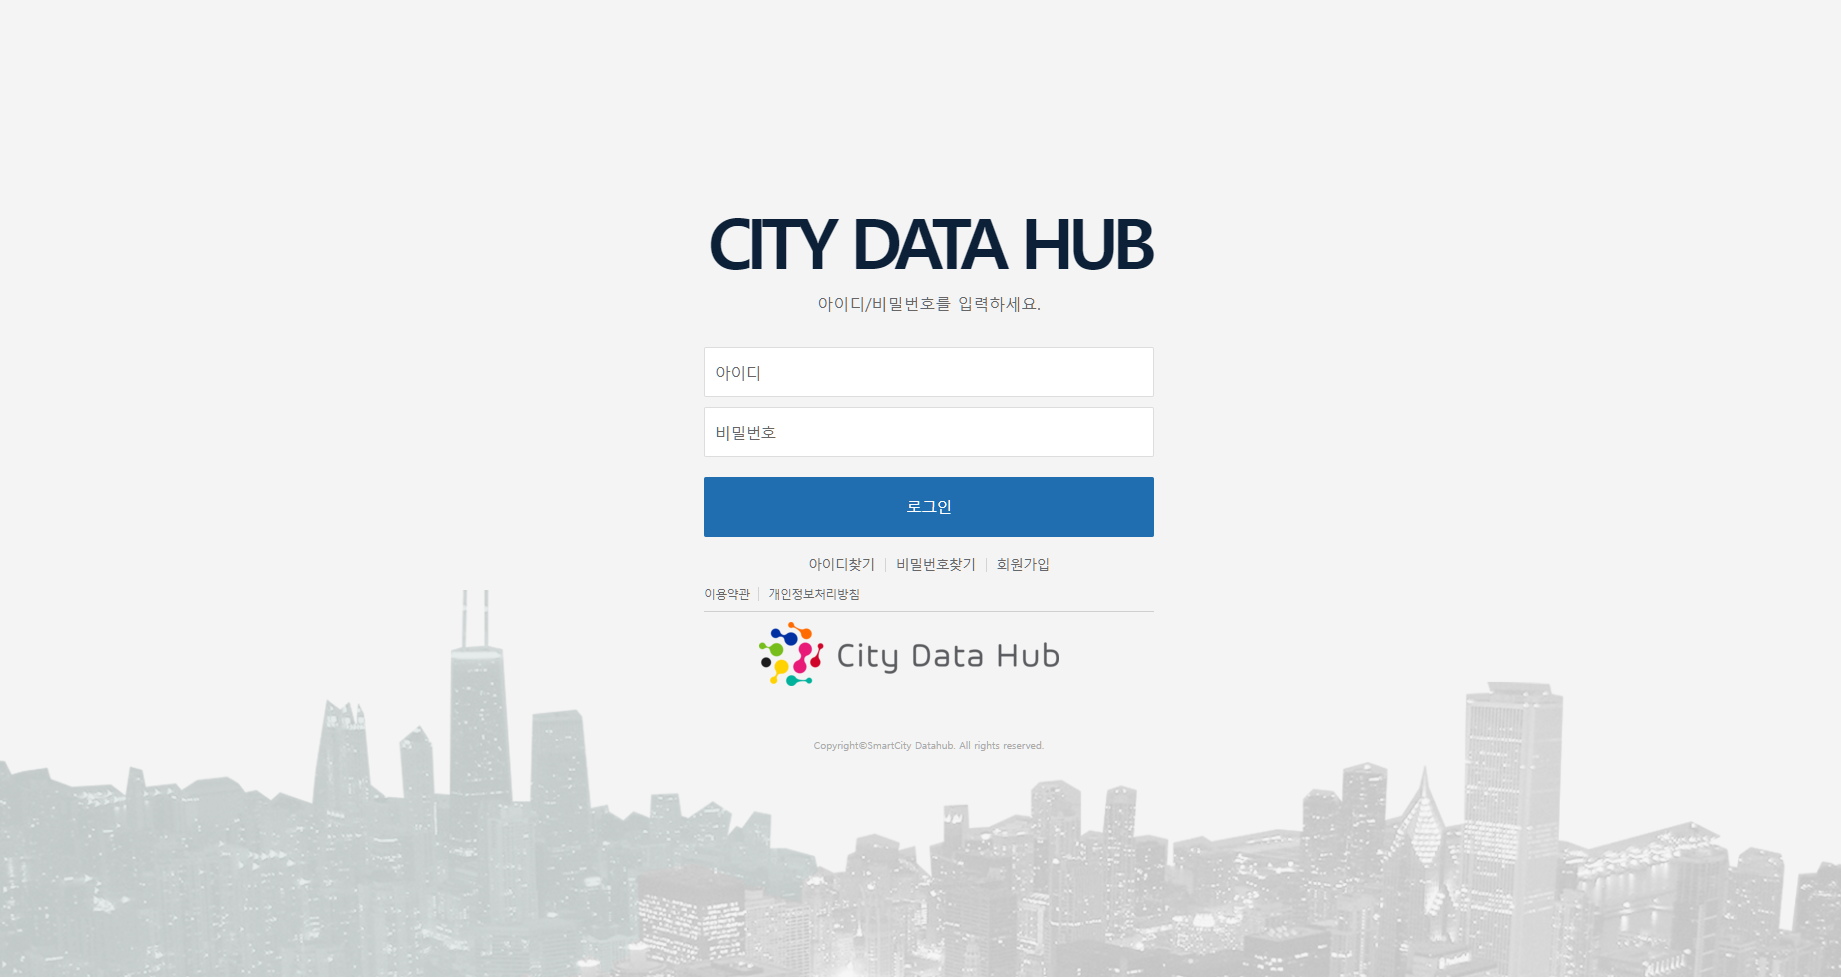 CITY DATA HUB
아이디/비밀번호를 입력하세요.
아이디
비밀번호
로그인
아이디찾기 비밀번호찾기 회원가입
이용약관 개인정보처리방침
City Data Hub
Copyright©SmartCity Datahub. All rights reserved.